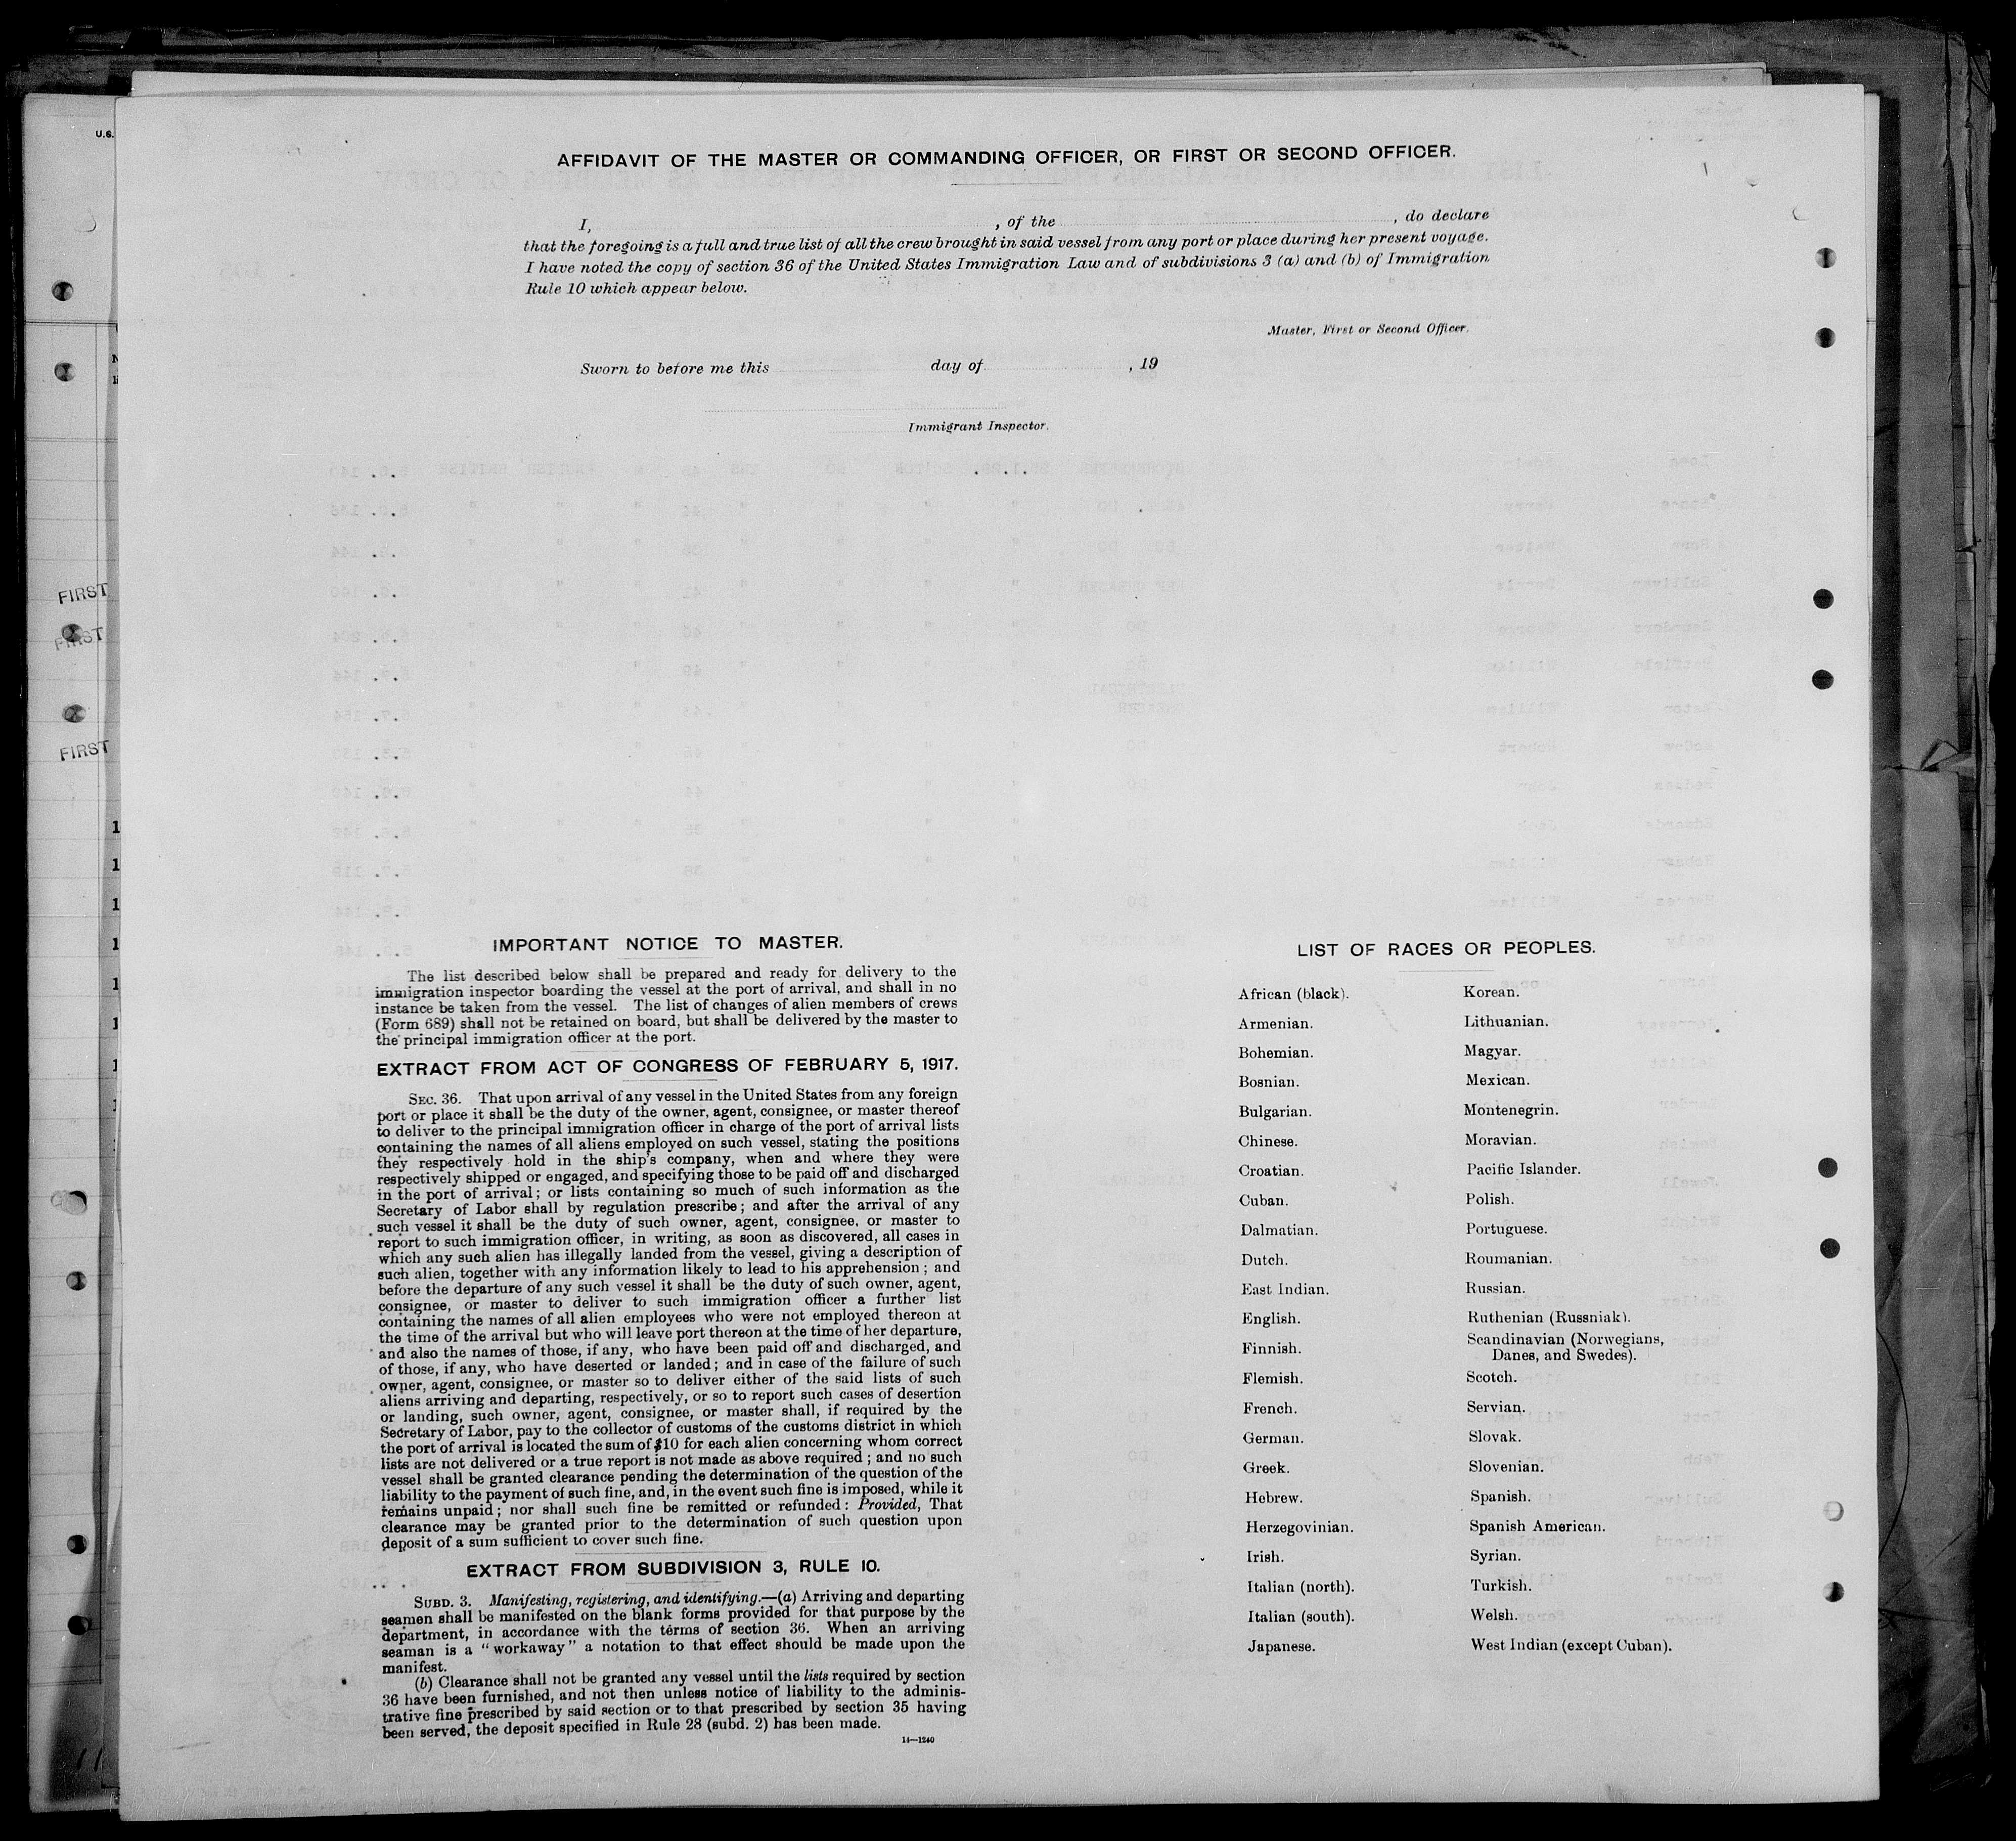 U.S.
AFFIDAVIT OF THE MASTER OR COMMANDING OFFICER, OR FIRST OR SECOND OFFICER.
I, , of the , do declare
that the foregoing is a full and true list of all the crew brought in said vessel from any port or place during her present voyage.
I have noted the copy of section 36 of the United States Immigration Law and of subdivisions 3 (a) and (b) of Immigration
Rule 10 which appear below.
Master, First or Second Officer.
Sworn to before me this day of , 19
Immigrant Inspector.
FIRST
FIRST
FIRST
IMPORTANT NOTICE TO MASTER.
The list described below shall be prepared and ready for delivery to the
immigration inspector boarding the vessel at the port of arrival, and shall in no
instance be taken from the vessel. The list of changes of alien members of crews
(Form 689) shall not be retained on board, but shall be delivered by the master to
the principal immigration officer at the port.
EXTRACT FROM ACT OF CONGRESS OF FEBRUARY 5, 1917.
SEC. 36. That upon arrival of any vessel in the United States from any foreign
port or place it shall be the duty of the owner, agent, consignee, or master thereof
to deliver to the principal immigration officer in charge of the port of arrival lists
containing the names of all aliens employed on such vessel, stating the positions
they respectively hold in the ship's company, when and where they were
respectively shipped or engaged, and specifying those to be paid off and discharged
in the port of arrival; or lists containing so much of such information as the
Secretary of Labor shall by regulation prescribe; and after the arrival of any
such vessel it shall be the duty of such owner, agent, consignee, or master to
report to such immigration officer, in writing, as soon as discovered, all cases in
which any such alien has illegally landed from the vessel, giving a description of
such alien, together with any information likely to lead to his apprehension; and
before the departure of any such vessel it shall be the duty of such owner, agent,
consignee, or master to deliver to such immigration officer a further list
containing the names of all alien employees who were not employed thereon at
the time of the arrival but who will leave port thereon at the time of her departure,
and also the names of those, if any, who have been paid off and discharged, and
of those, if any, who have deserted or landed; and in case of the failure of such
owner, agent, consignee, or master so to deliver either of the said lists of such
aliens arriving and departing, respectively, or so to report such cases of desertion
or landing, such owner, agent, consignee, or master shall, if required by the
Secretary of Labor, pay to the collector of customs of the customs district in which
the port of arrival is located the sum of $10 for each alien concerning whom correct
lists are not delivered or a true report is not made as above required; and no such
vessel shall be granted clearance pending the determination of the question of the
liability to the payment of such fine, and, in the event such fine is imposed, while it
remains unpaid; nor shall such fine be remitted or refunded: Provided, That
clearance may be granted prior to the determination of such question upon
deposit of a sum sufficient to cover such fine.
EXTRACT FROM SUBDIVISION 3, RULE 10.
SUBD. 3. Manifesting, registering, and identifying.—(a) Arriving and departing
seamen shall be manifested on the blank forms provided for that purpose by the
department, in accordance with the terms of section 36. When an arriving
seaman is a "workaway" a notation to that effect should be made upon the
manifest.
(b) Clearance shall not be granted any vessel until the lists required by section
36 have been furnished, and not then unless notice of liability to the adminis-
trative fine prescribed by said section or to that prescribed by section 35 having
been served, the deposit specified in Rule 28 (subd. 2) has been made.
14—1240
LIST OF RACES OR PEOPLES.
African (black).
Armenian.
Bohemian.
Bosnian.
Bulgarian.
Chinese.
Croatian.
Cuban.
Dalmatian.
Dutch.
East Indian.
English.
Finnish.
Flemish.
French.
German.
Greek.
Hebrew.
Herzegovinian.
Irish.
Italian (north).
Italian (south).
Japanese.
Korean.
Lithuanian.
Magyar.
Mexican.
Montenegrin.
Moravian.
Pacific Islander.
Polish.
Portuguese.
Roumanian.
Russian.
Ruthenian (Russniak).
Scandinavian (Norwegians,
Danes, and Swedes).
Scotch.
Servian.
Slovak.
Slovenian.
Spanish.
Spanish American.
Syrian.
Turkish.
Welsh.
West Indian (except Cuban).